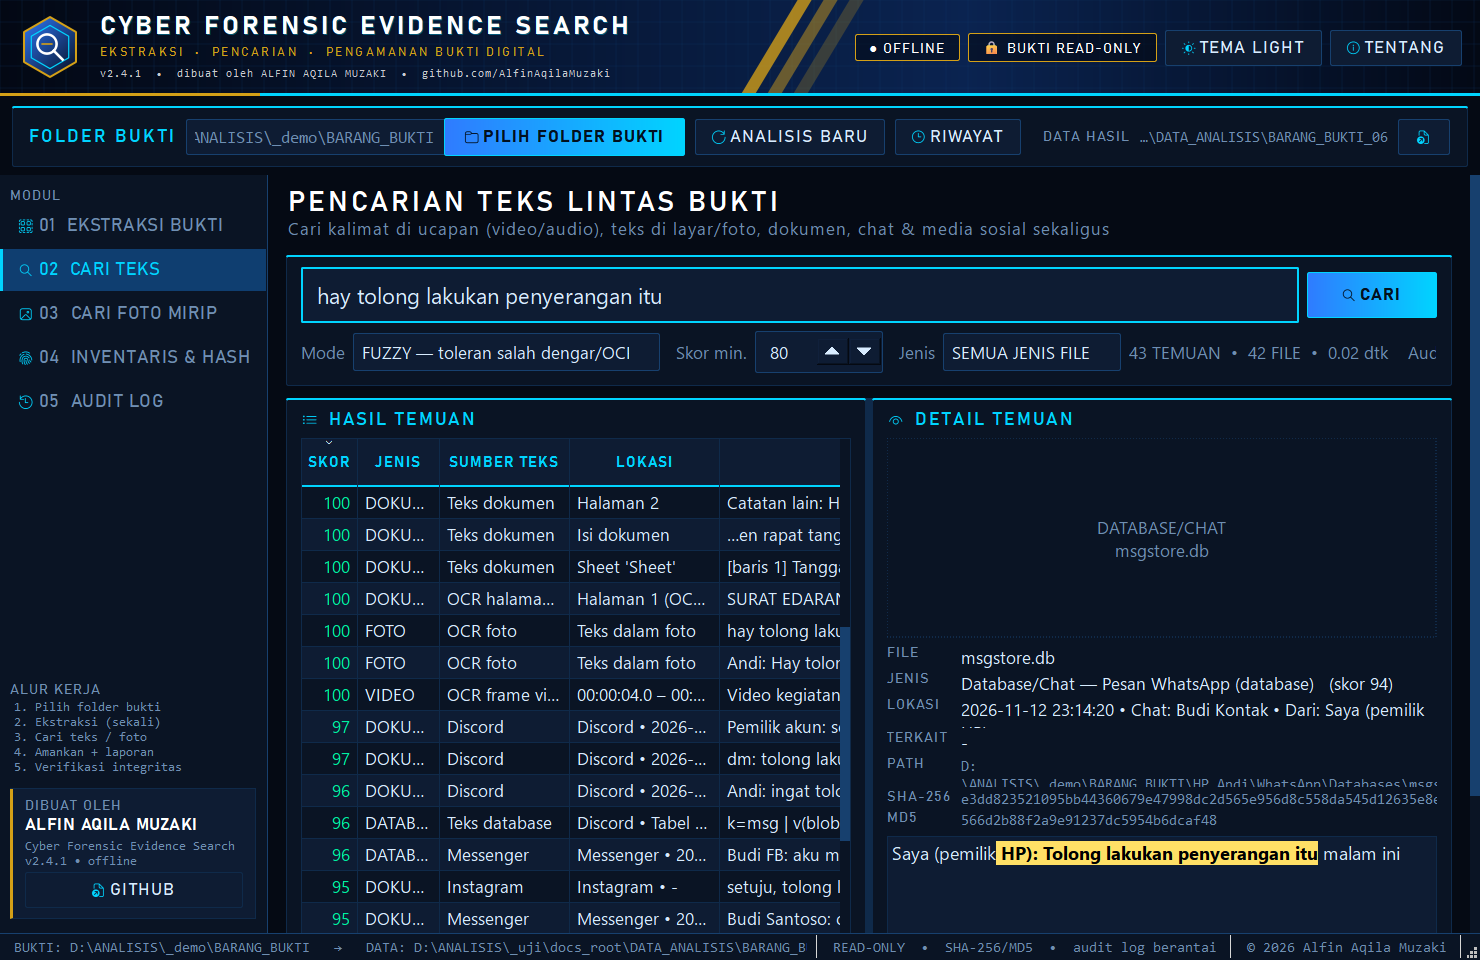 CYBER FORENSIC EVIDENCE SEARCH
EKSTRAKSI · PENCARIAN · PENGAMANAN BUKTI DIGITAL
v2.4.1 • dibuat oleh ALFIN AQILA MUZAKI • github.com/AlfinAqilaMuzaki
● OFFLINE
BUKTI READ-ONLY
TEMA LIGHT
TENTANG
FOLDER BUKTI
ANALISIS\_demo\BARANG_BUKTI
PILIH FOLDER BUKTI
ANALISIS BARU
RIWAYAT
DATA HASIL …\DATA_ANALISIS\BARANG_BUKTI_06
MODUL
01 EKSTRAKSI BUKTI
02 CARI TEKS
03 CARI FOTO MIRIP
04 INVENTARIS & HASH
05 AUDIT LOG
PENCARIAN TEKS LINTAS BUKTI
Cari kalimat di ucapan (video/audio), teks di layar/foto, dokumen, chat & media sosial sekaligus
hay tolong lakukan penyerangan itu
CARI
Mode FUZZY — toleran salah dengar/OCI Skor min. 80 Jenis SEMUA JENIS FILE 43 TEMUAN • 42 FILE • 0.02 dtk Auc
HASIL TEMUAN
SKOR JENIS SUMBER TEKS LOKASI
100 DOKU... Teks dokumen Halaman 2 Catatan lain: H
100 DOKU... Teks dokumen Isi dokumen …en rapat tang
100 DOKU... Teks dokumen Sheet 'Sheet' [baris 1] Tangga
100 DOKU... OCR halama... Halaman 1 (OC... SURAT EDARAN
100 FOTO OCR foto Teks dalam foto hay tolong laku
100 FOTO OCR foto Teks dalam foto Andi: Hay tolon
100 VIDEO OCR frame vi... 00:00:04.0 – 00:... Video kegiatan
97 DOKU... Discord Discord • 2026-... Pemilik akun: s
97 DOKU... Discord Discord • 2026-... dm: tolong laku
96 DOKU... Discord Discord • 2026-... Andi: ingat tolo
96 DATAB... Teks database Discord • Tabel ... k=msg | v(blob
96 DATAB... Messenger Messenger • 20... Budi FB: aku m
95 DOKU... Instagram Instagram • - setuju, tolong l
95 DOKU... Messenger Messenger • 20... Budi Santoso:
DETAIL TEMUAN
DATABASE/CHAT
msgstore.db
FILE msgstore.db
JENIS Database/Chat — Pesan WhatsApp (database) (skor 94)
LOKASI 2026-11-12 23:14:20 • Chat: Budi Kontak • Dari: Saya (pemilik
TERKAIT -
PATH D:
\ANALISIS\_demo\BARANG_BUKTI\HP_Andi\WhatsApp\Databases\msgs
SHA-256 e3dd823521095bb44360679e47998dc2d565e956d8c558da545d12635e8e
MD5 566d2b88f2a9e91237dc5954b6dcaf48
Saya (pemilik HP): Tolong lakukan penyerangan itu malam ini
ALUR KERJA
1. Pilih folder bukti
2. Ekstraksi (sekali)
3. Cari teks / foto
4. Amankan + laporan
5. Verifikasi integritas
DIBUAT OLEH
ALFIN AQILA MUZAKI
Cyber Forensic Evidence Search
v2.4.1 • offline
GITHUB
BUKTI: D:\ANALISIS\_demo\BARANG_BUKTI → DATA: D:\ANALISIS\_uji\docs_root\DATA_ANALISIS\BARANG_B READ-ONLY • SHA-256/MD5 • audit log berantai © 2026 Alfin Aqila Muzaki